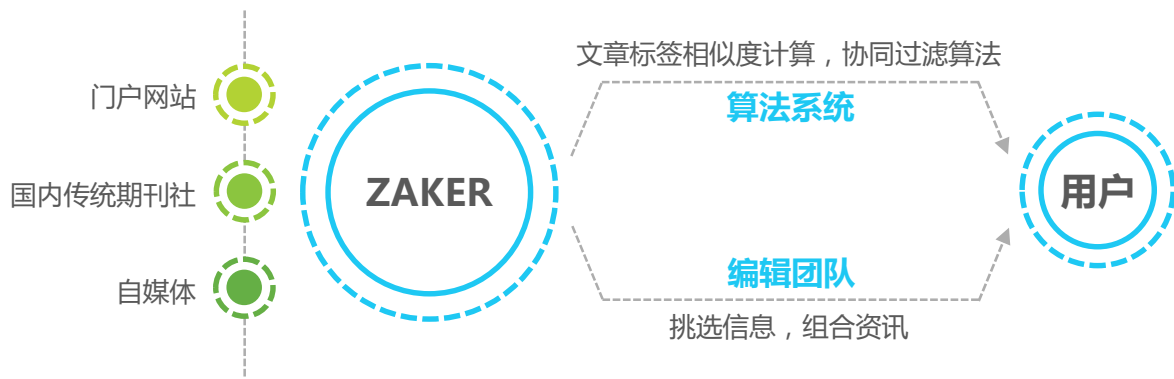 门户网站
国内传统期刊社
自媒体
ZAKER
文章标签相似度计算，协同过滤算法
算法系统
编辑团队
挑选信息，组合资讯
用户